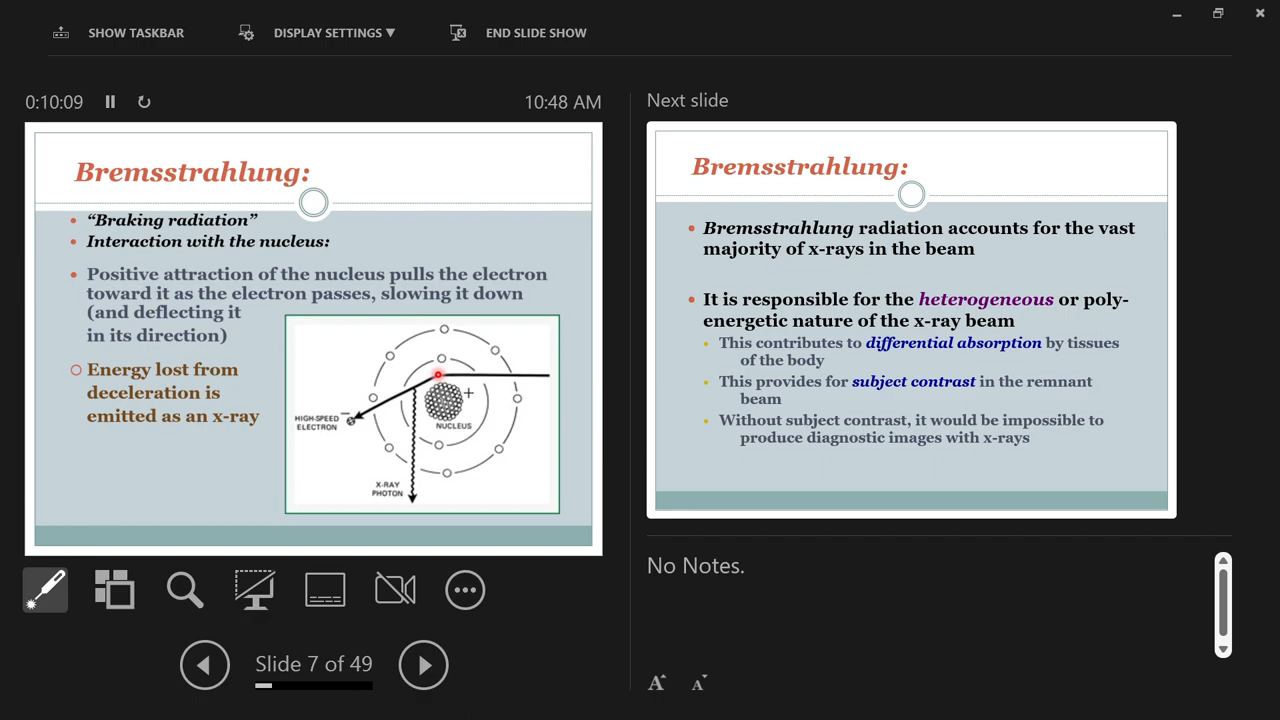 SHOW TASKBAR
DISPLAY SETTINGS ▼
END SLIDE SHOW
0:10:09
10:48 AM
Bremsstrahlung:
“Braking radiation”
Interaction with the nucleus:
Positive attraction of the nucleus pulls the electron
toward it as the electron passes, slowing it down
(and deflecting it
in its direction)
Energy lost from
deceleration is
emitted as an x-ray
HIGH-SPEED
ELECTRON
−
+
NUCLEUS
X-RAY
PHOTON
Slide 7 of 49
Next slide
Bremsstrahlung:
Bremsstrahlung radiation accounts for the vast
majority of x-rays in the beam
It is responsible for the heterogeneous or poly-
energetic nature of the x-ray beam
This contributes to differential absorption by tissues
of the body
This provides for subject contrast in the remnant
beam
Without subject contrast, it would be impossible to
produce diagnostic images with x-rays
No Notes.
A A